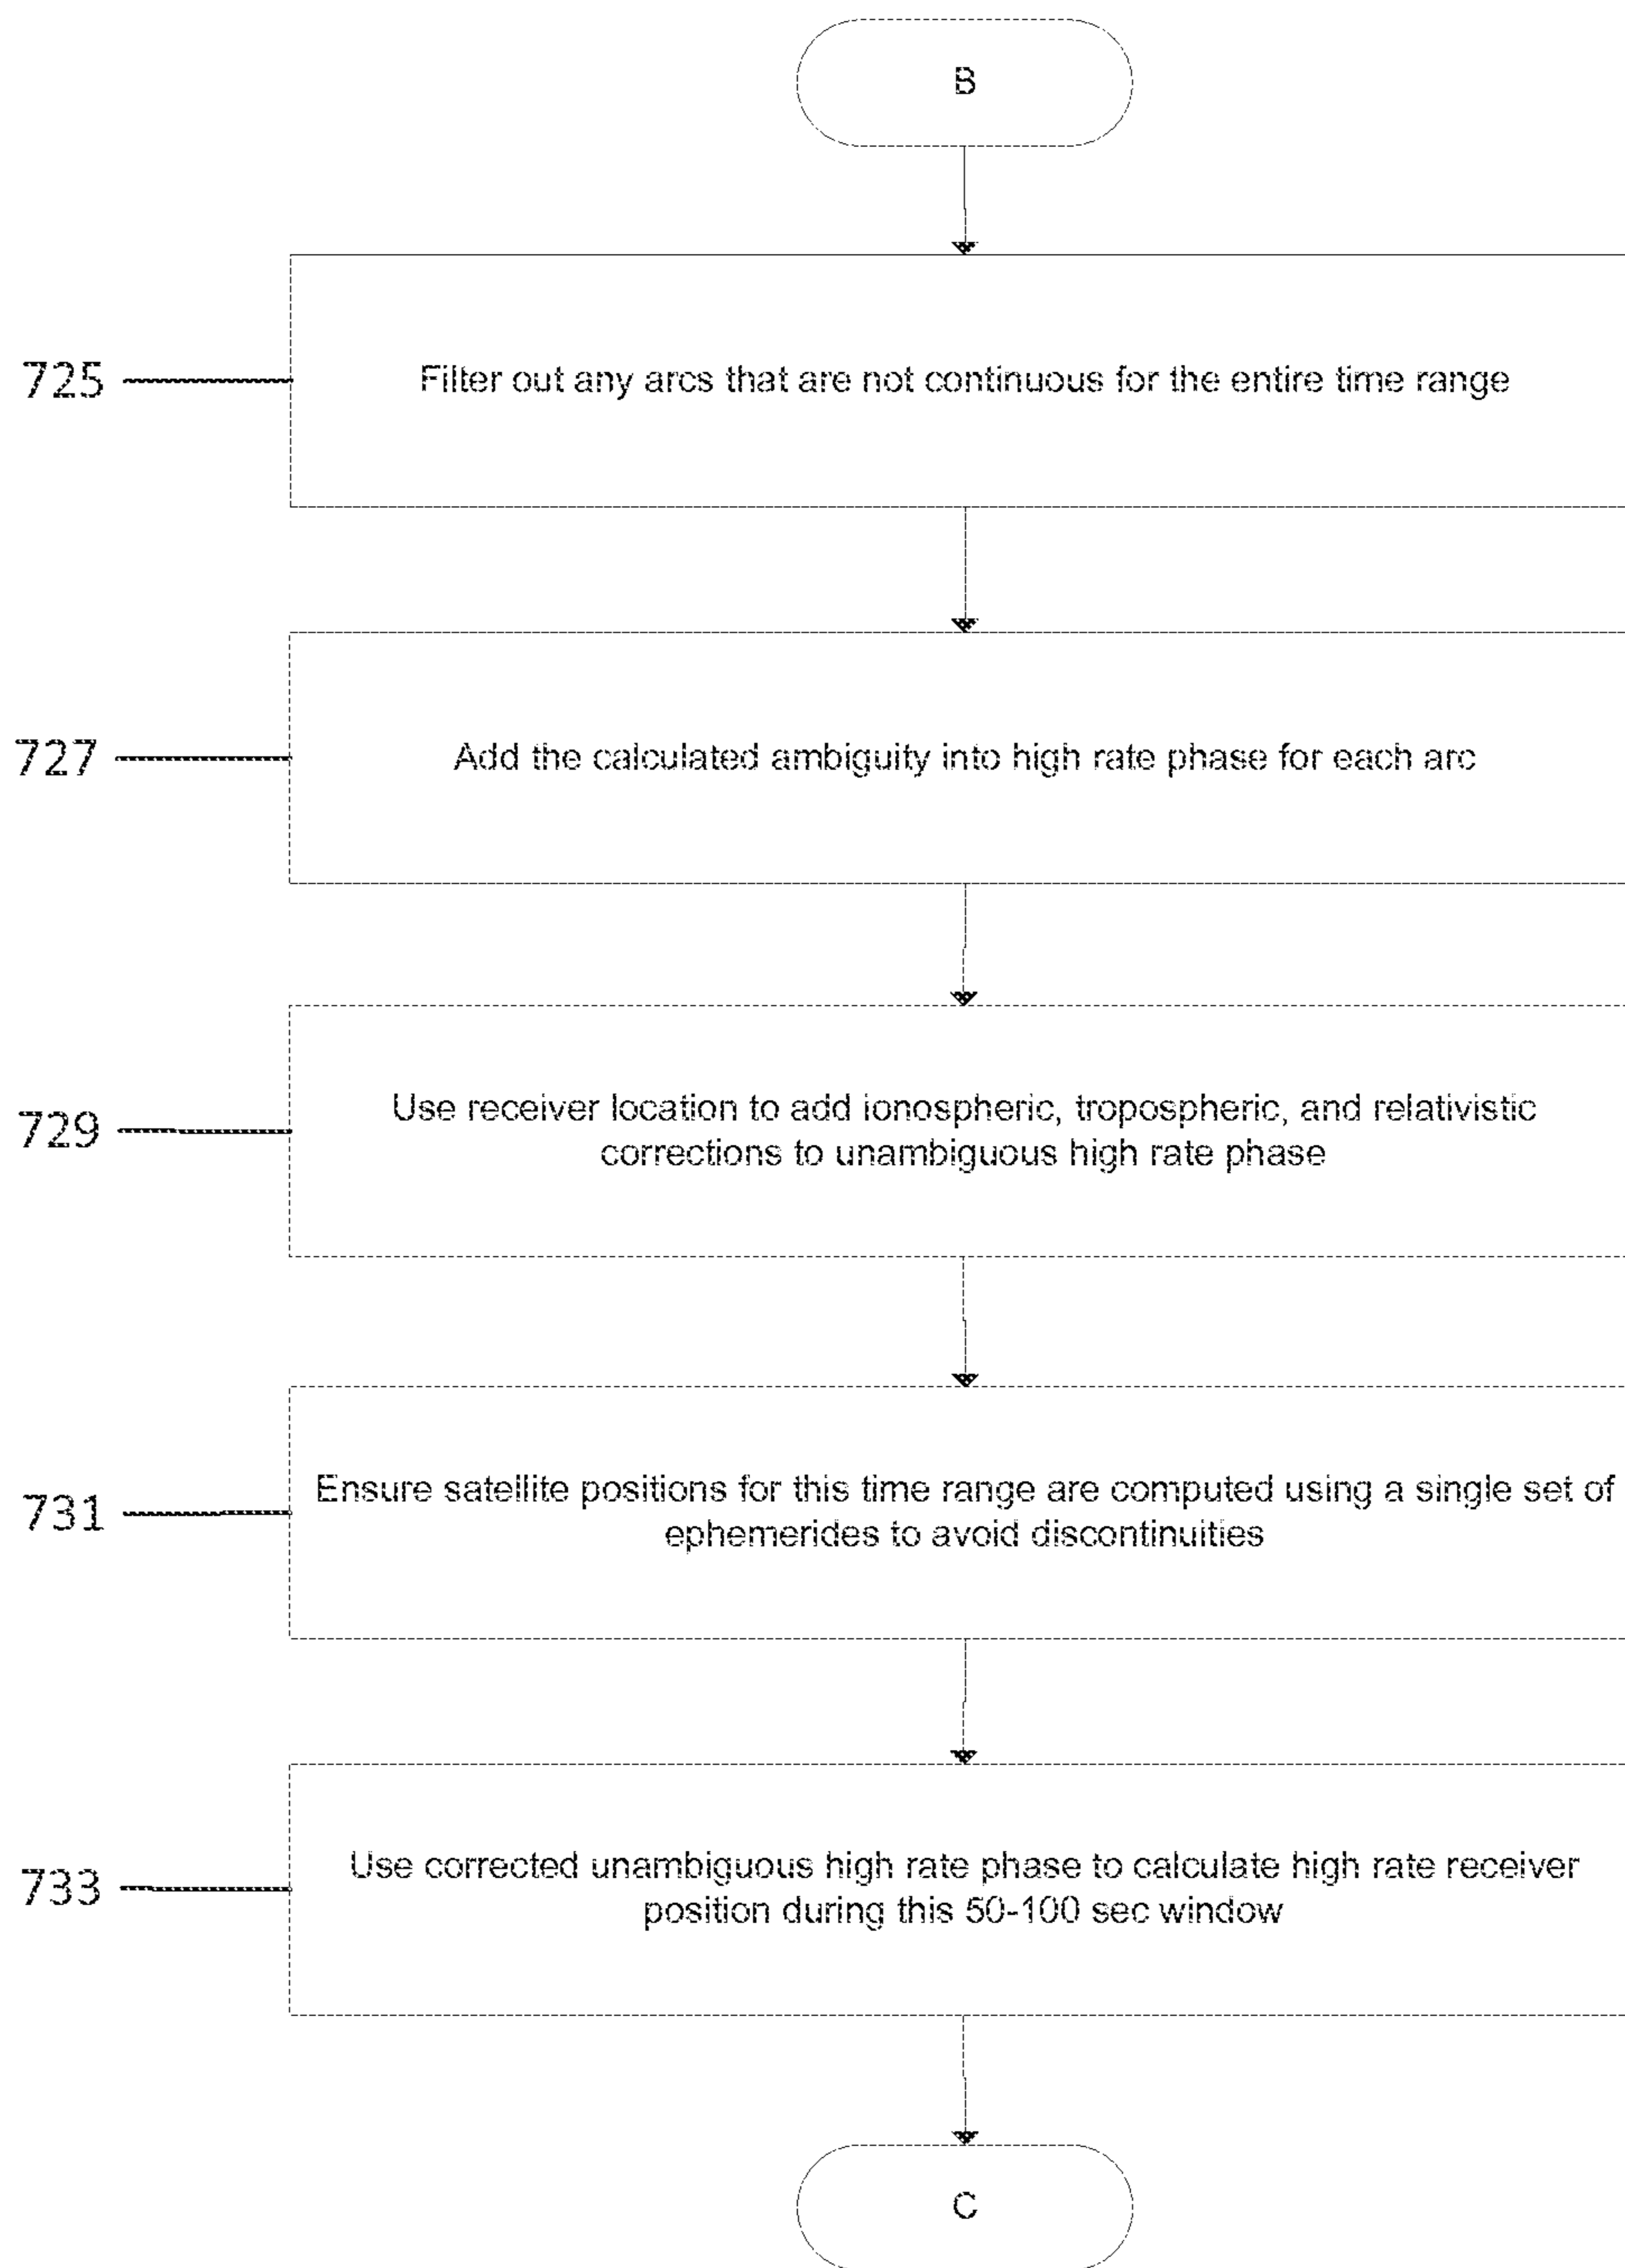 B
725
Filter out any arcs that are not continuous for the entire time range
727
Add the calculated ambiguity into high rate phase for each arc
729
Use receiver location to add ionospheric, tropospheric, and relativistic
corrections to unambiguous high rate phase
731
Ensure satellite positions for this time range are computed using a single set of
ephemerides to avoid discontinuities
733
Use corrected unambiguous high rate phase to calculate high rate receiver
position during this 50-100 sec window
C